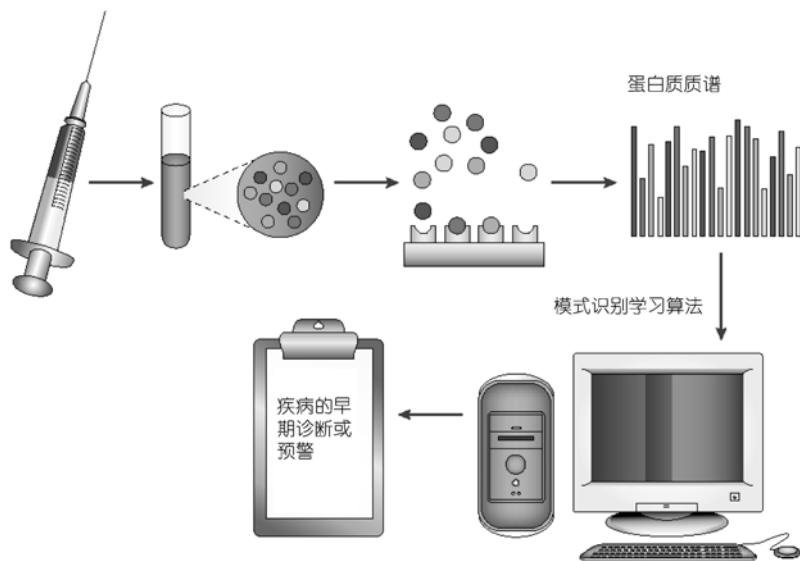 蛋白质质谱
模式识别学习算法
疾病的早
期诊断或
预警